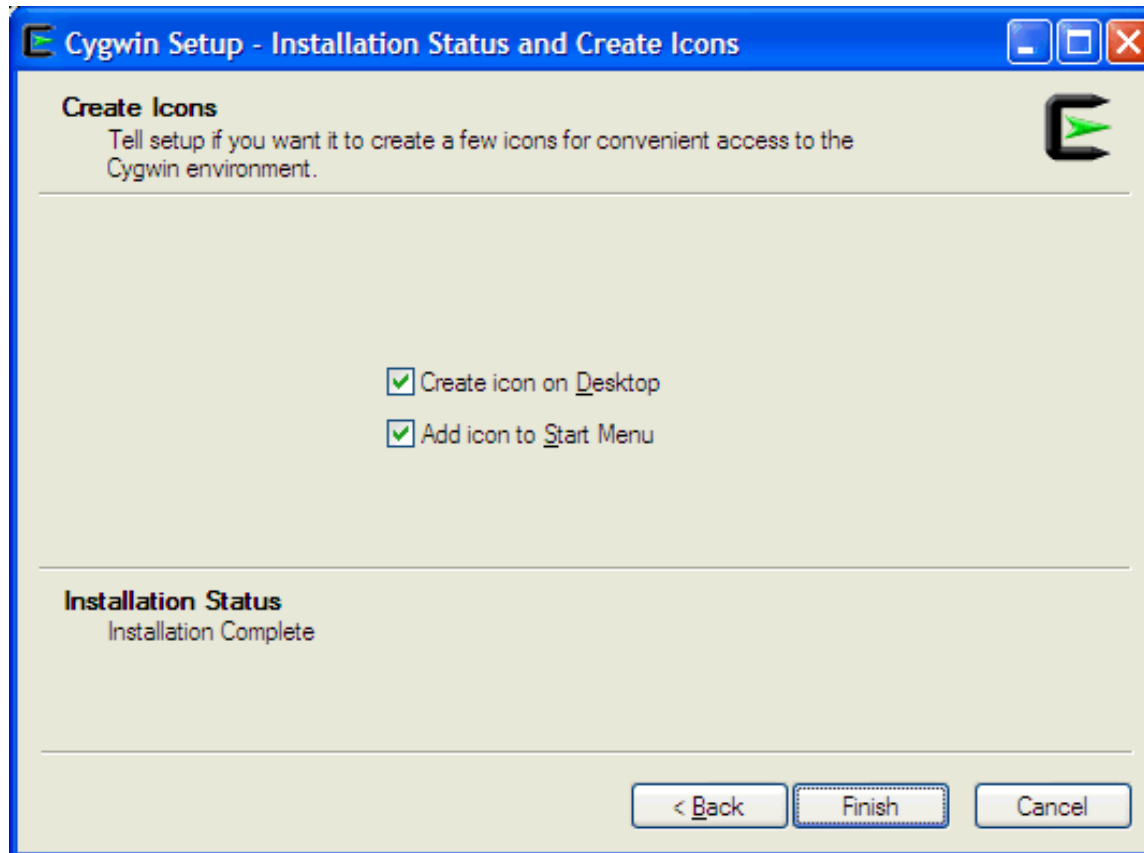 Cygwin Setup - Installation Status and Create Icons
Create Icons
Tell setup if you want it to create a few icons for convenient access to the
Cygwin environment.
Create icon on Desktop
Add icon to Start Menu
Installation Status
Installation Complete
< Back Finish Cancel